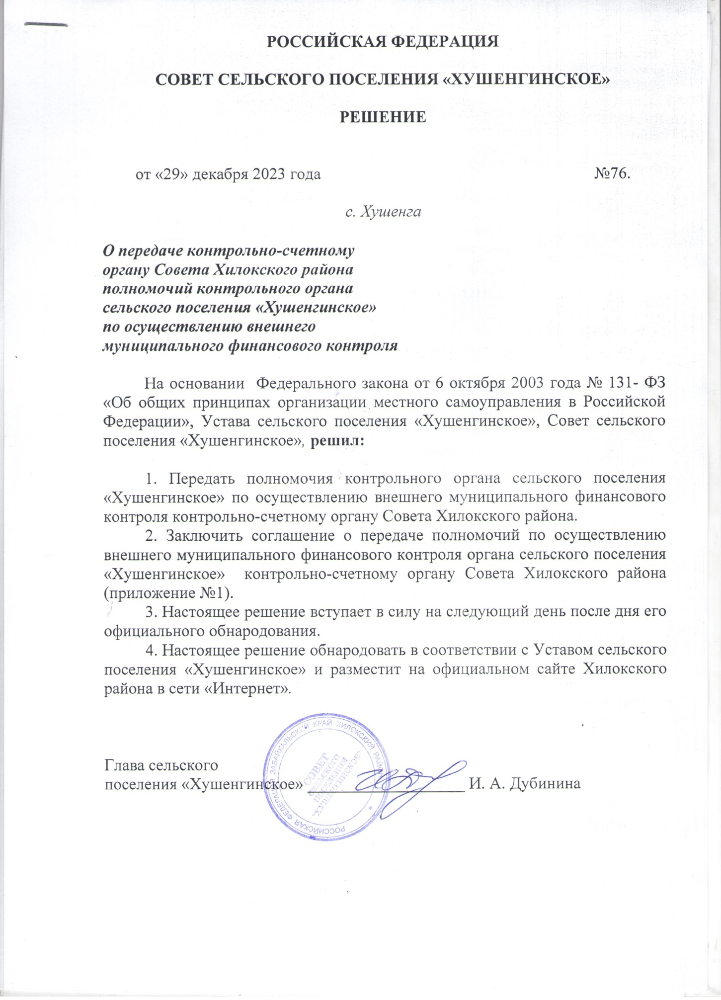 РОССИЙСКАЯ ФЕДЕРАЦИЯ
СОВЕТ СЕЛЬСКОГО ПОСЕЛЕНИЯ «ХУШЕНГИНСКОЕ»
РЕШЕНИЕ
от «29» декабря 2023 года №76.
с. Хушенга
О передаче контрольно-счетному
органу Совета Хилокского района
полномочий контрольного органа
сельского поселения «Хушенгинское»
по осуществлению внешнего
муниципального финансового контроля
На основании Федерального закона от 6 октября 2003 года № 131- ФЗ
«Об общих принципах организации местного самоуправления в Российской
Федерации», Устава сельского поселения «Хушенгинское», Совет сельского
поселения «Хушенгинское», решил:
1. Передать полномочия контрольного органа сельского поселения
«Хушенгинское» по осуществлению внешнего муниципального финансового
контроля контрольно-счетному органу Совета Хилокского района.
2. Заключить соглашение о передаче полномочий по осуществлению
внешнего муниципального финансового контроля органа сельского поселения
«Хушенгинское» контрольно-счетному органу Совета Хилокского района
(приложение №1).
3. Настоящее решение вступает в силу на следующий день после дня его
официального обнародования.
4. Настоящее решение обнародовать в соответствии с Уставом сельского
поселения «Хушенгинское» и разместит на официальном сайте Хилокского
района в сети «Интернет».
Глава сельского
поселения «Хушенгинское» И. А. Дубинина
РОССИЙСКАЯ ФЕДЕРАЦИЯ ЗАБАЙКАЛЬСКИЙ КРАЙ ХИЛОКСКИЙ РАЙОН *
СОВЕТ
СЕЛЬСКОГО
ПОСЕЛЕНИЯ
"ХУШЕНГИНСКОЕ"